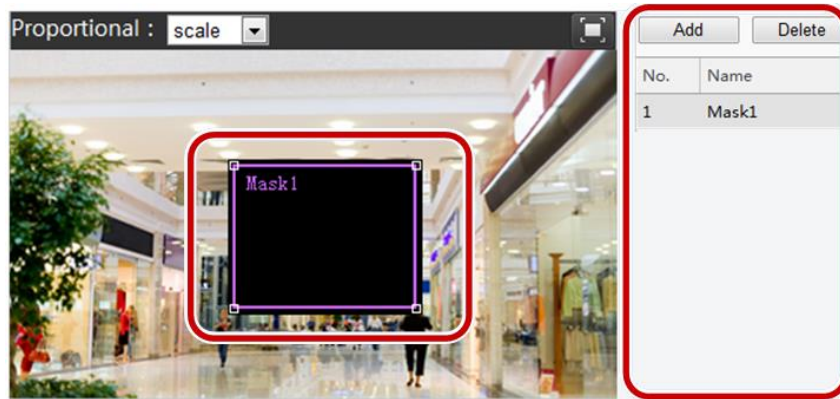 Proportional : scale
Add Delete
No. Name
1 Mask1
Mask1